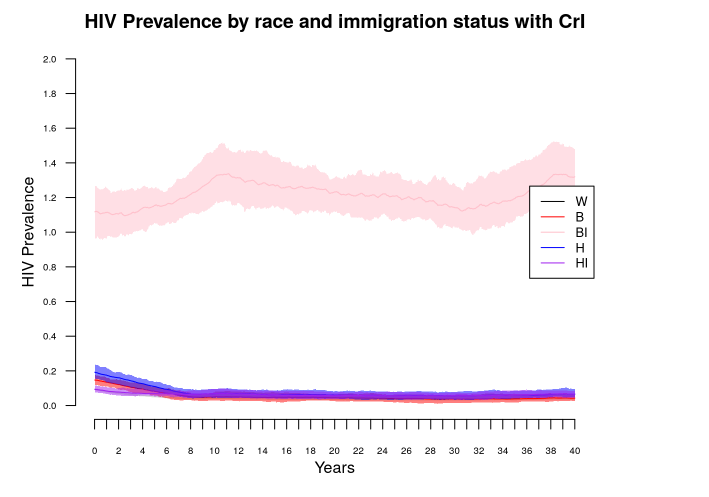 HIV Prevalence by race and immigration status with CrI
HIV Prevalence
2.0
1.8
1.6
1.4
1.2
1.0
0.8
0.6
0.4
0.2
0.0
W
B
BI
H
HI
0 2 4 6 8 10 12 14 16 18 20 22 24 26 28 30 32 34 36 38 40
Years